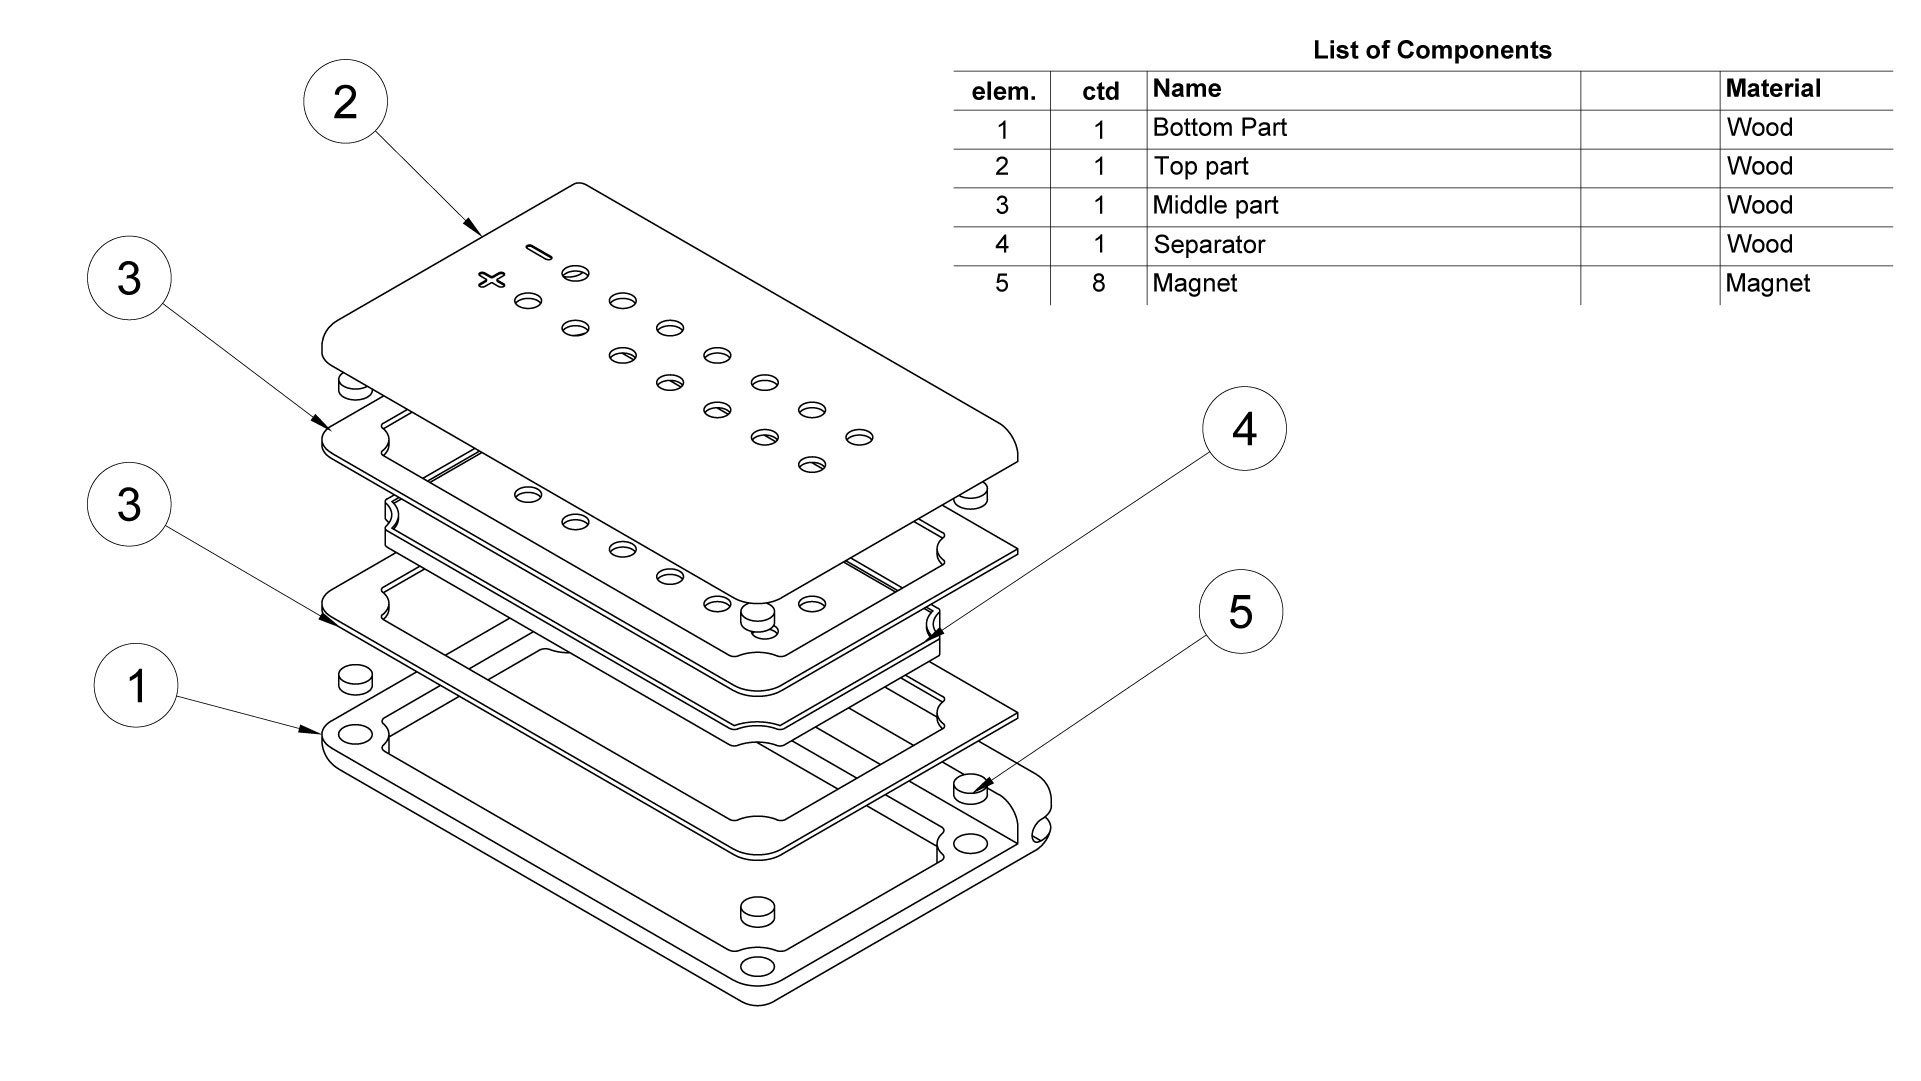 List of Components
elem. ctd Name Material
1 1 Bottom Part Wood
2 1 Top part Wood
3 1 Middle part Wood
4 1 Separator Wood
5 8 Magnet Magnet
2
3
4
3
5
1